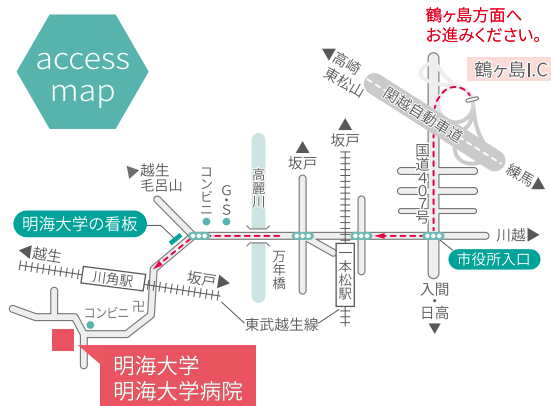 access
map
鶴ヶ島方面へ
お進みください。
鶴ヶ島I.C
高崎
東松山
関越自動車道
練馬
国道407号
坂戸
坂戸
高麗川
G・S
コンビニ
越生
毛呂山
明海大学の看板
川越
市役所入口
入間・日高
万年橋
一本松駅
越生
川角駅
坂戸
東武越生線
コンビニ
卍
明海大学
明海大学病院